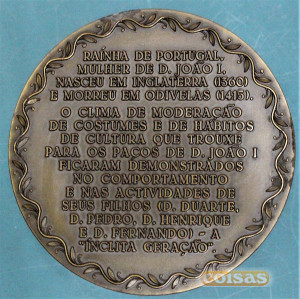 RAÍNHA DE PORTUGAL,
MULHER DE D. JOÃO I.
NASCEU EM INGLATERRA (1360)
E MORREU EM ODIVELAS (1415).
O CLIMA DE MODERAÇÃO
DE COSTUMES E DE HÁBITOS
DE CULTURA QUE TROUXE
PARA OS PAÇOS DE D. JOÃO I
FICARAM DEMONSTRADOS
NO COMPORTAMENTO
E NAS ACTIVIDADES DE
SEUS FILHOS (D. DUARTE,
D. PEDRO, D. HENRIQUE
E D. FERNANDO) - A
"ÍNCLITA GERAÇÃO".
coisas